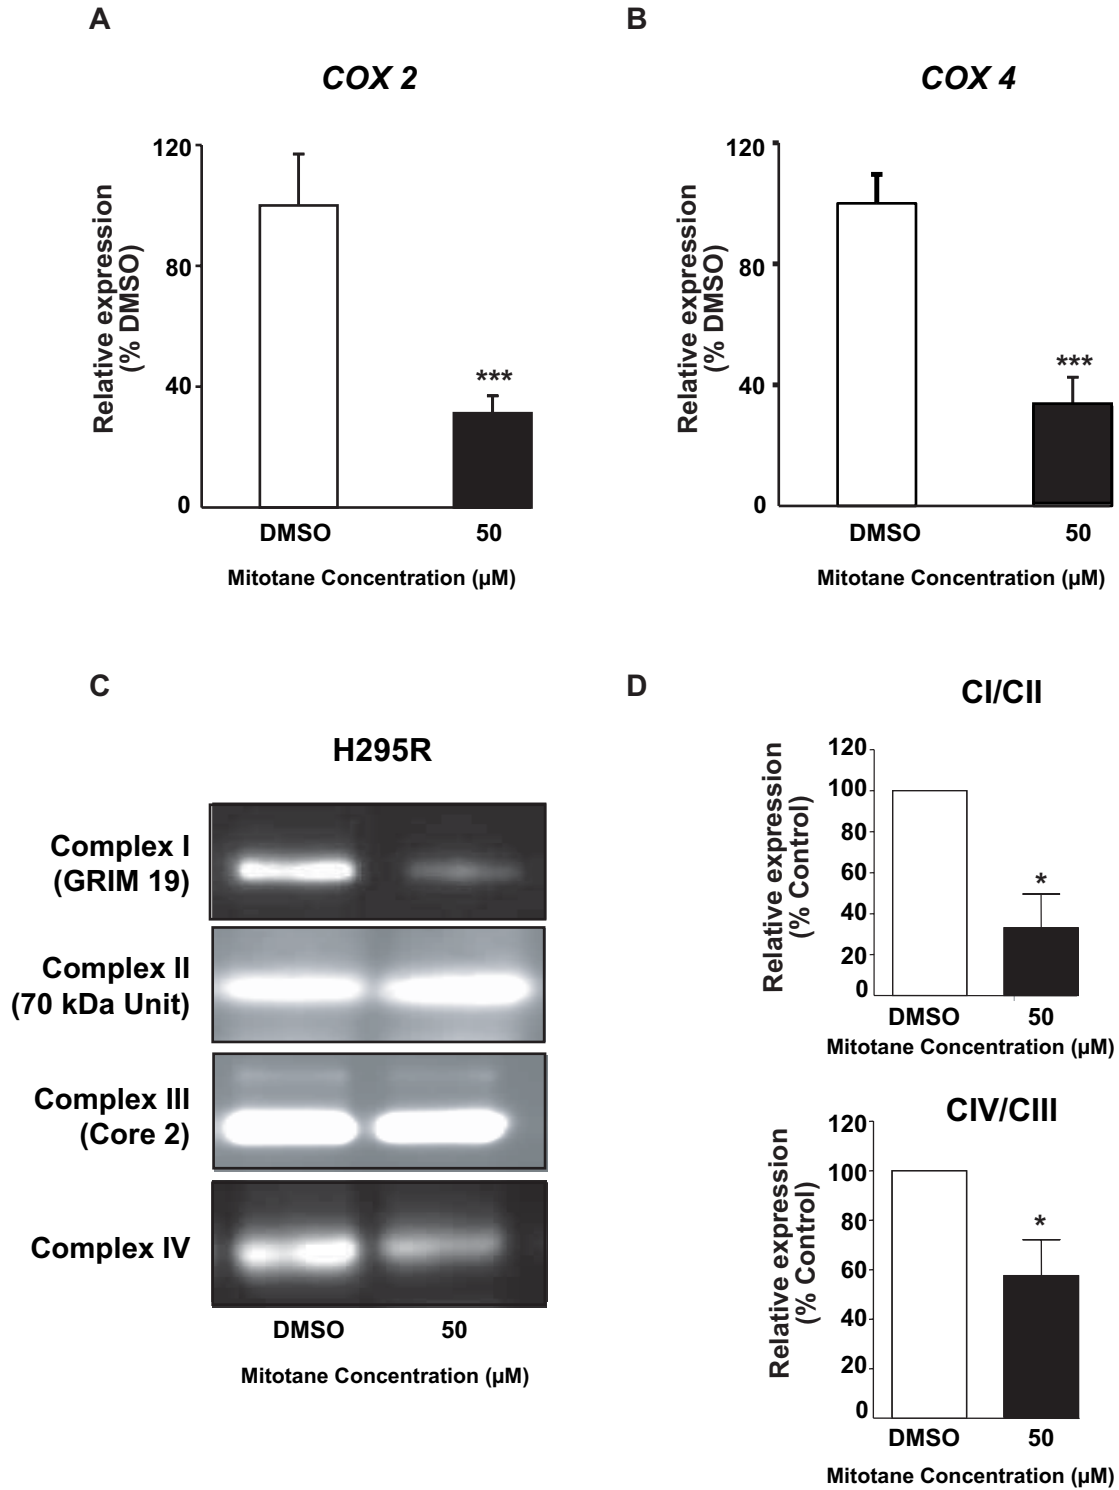 A
COX 2
Relative expression
(% DMSO)
120
80
40
0
***
DMSO 50
Mitotane Concentration (µM)
B
COX 4
Relative expression
(% DMSO)
120
80
40
0
***
DMSO 50
Mitotane Concentration (µM)
C
H295R
Complex I
(GRIM 19)
Complex II
(70 kDa Unit)
Complex III
(Core 2)
Complex IV
DMSO 50
Mitotane Concentration (µM)
D
CI/CII
Relative expression
(% Control)
120
100
80
60
40
20
0
*
DMSO 50
Mitotane Concentration (µM)
CIV/CIII
Relative expression
(% Control)
120
100
80
60
40
20
0
*
DMSO 50
Mitotane Concentration (µM)